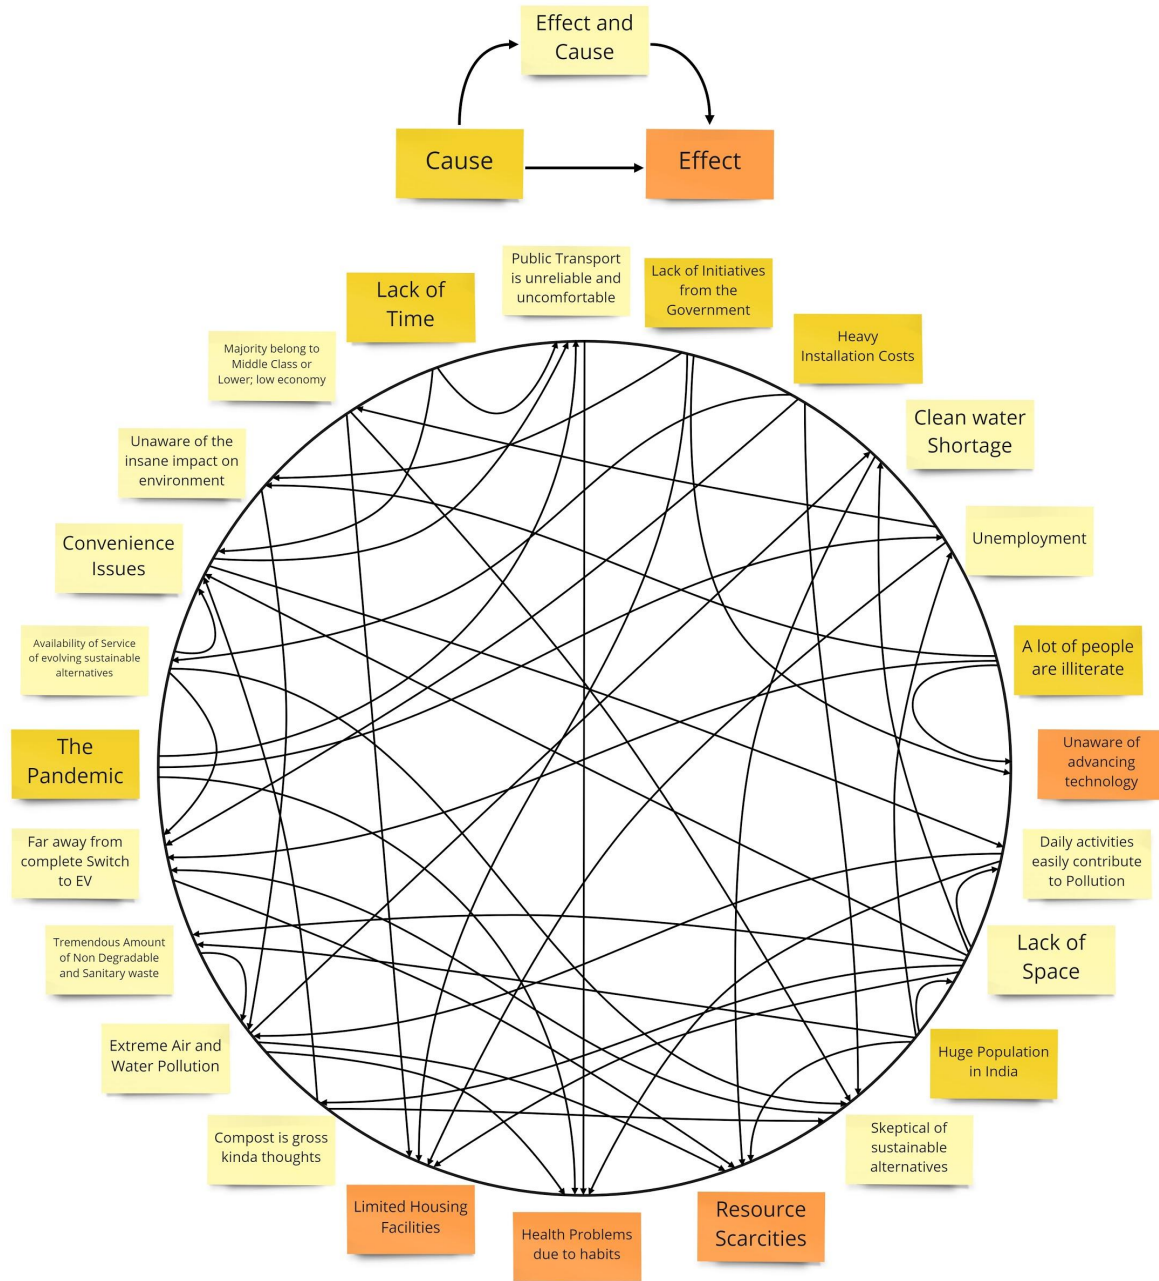 Effect and
Cause
Cause
Effect
Public Transport
is unreliable and
uncomfortable
Lack of Initiatives
from the
Government
Lack of
Time
Heavy
Installation Costs
Majority belong to
Middle Class or
Lower; low economy
Clean water
Shortage
Unaware of the
insane impact on
environment
Unemployment
Convenience
Issues
Availability of Service
of evolving sustainable
alternatives
A lot of people
are illiterate
The
Pandemic
Unaware of
advancing
technology
Far away from
complete Switch
to EV
Daily activities
easily contribute
to Pollution
Tremendous Amount
of Non Degradable
and Sanitary waste
Lack of
Space
Extreme Air and
Water Pollution
Huge Population
in India
Compost is gross
kinda thoughts
Skeptical of
sustainable
alternatives
Limited Housing
Facilities
Health Problems
due to habits
Resource
Scarcities